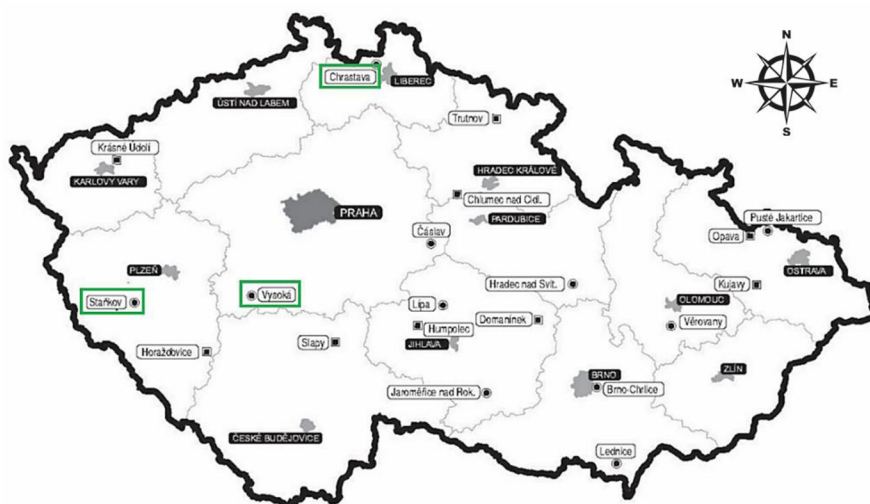 N
W
E
S
Chrastava
LIBEREC
ÚSTÍ NAD LABEM
Trutnov
Krásné Údolí
KARLOVY VARY
HRADEC KRÁLOVÉ
Chlumec nad Cidl.
PRAHA
PARDUBICE
Pusté Jakartice
Čáslav
Opava
OSTRAVA
PLZEŇ
Staňkov
Vysoká
Hradec nad Svit.
Kujavy
OLOMOUC
Lípa
Domanínek
Věrovany
Humpolec
JIHLAVA
Slapy
Horažďovice
BRNO
ZLÍN
Brno-Chrlice
Jaroměřice nad Rok.
ČESKÉ BUDĚJOVICE
Lednice